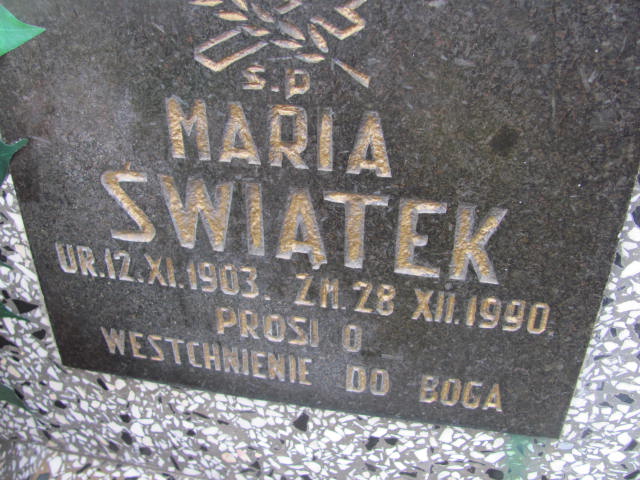 Ś.P
MARIA
ŚWIĄTEK
UR. 12. XI. 1903. ZM. 28 XII. 1990.
PROSI O
WESTCHNIENIE DO BOGA